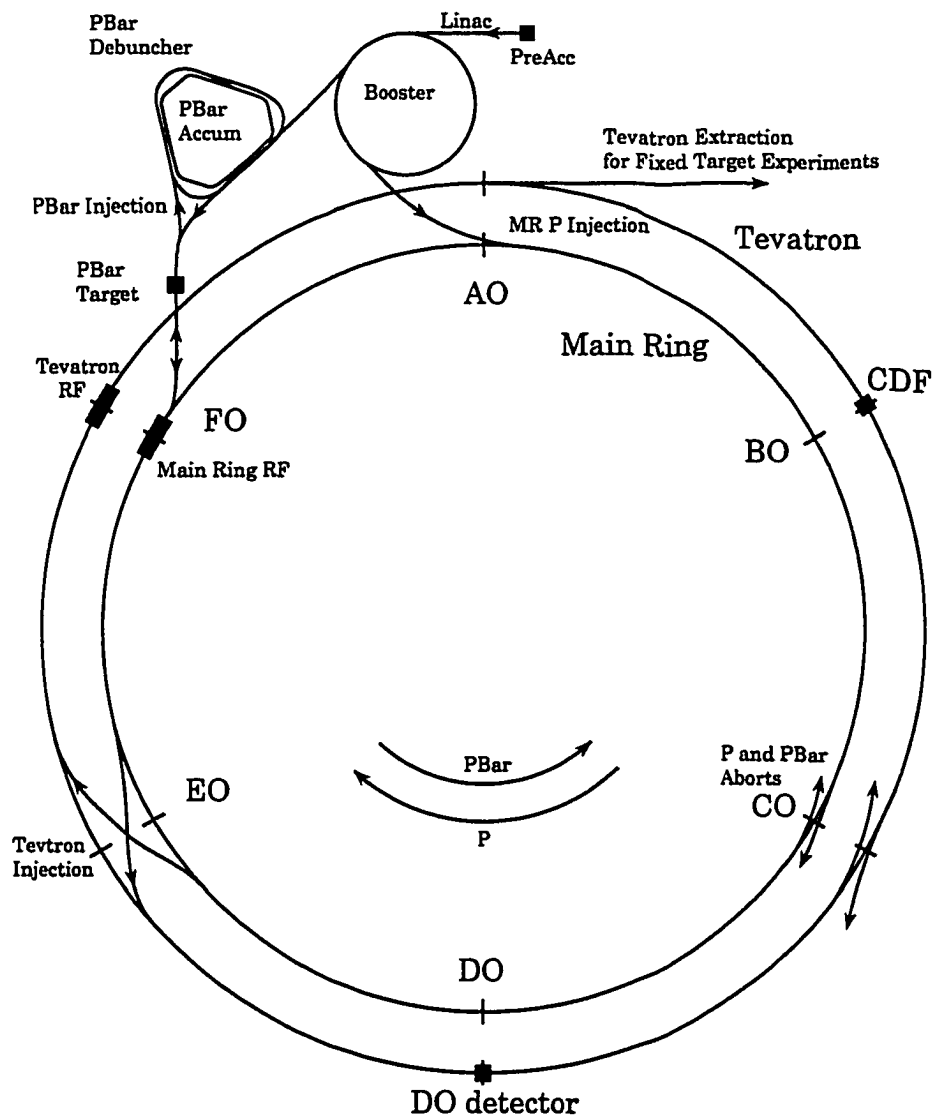 PBar
Debuncher
Linac
PreAcc
Booster
PBar
Accum
Tevatron Extraction
for Fixed Target Experiments
PBar Injection
MR P Injection
Tevatron
PBar
Target
AO
Main Ring
Tevatron
RF
CDF
FO
BO
Main Ring RF
PBar
P
P and PBar
Aborts
EO
CO
Tevtron
Injection
DO
DO detector